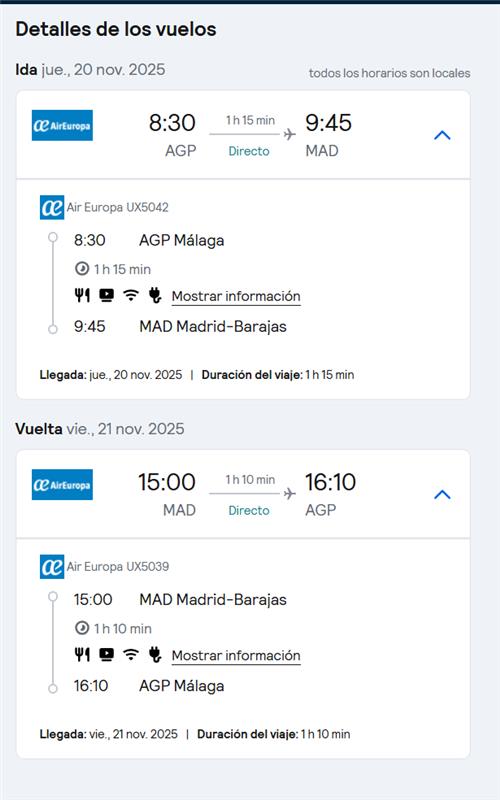 Detalles de los vuelos
Ida jue., 20 nov. 2025 todos los horarios son locales
æ AirEuropa 8:30 1 h 15 min 9:45
AGP Directo MAD
æ Air Europa UX5042
8:30 AGP Málaga
1 h 15 min
Mostrar información
9:45 MAD Madrid-Barajas
Llegada: jue., 20 nov. 2025 | Duración del viaje: 1 h 15 min
Vuelta vie., 21 nov. 2025
æ AirEuropa 15:00 1 h 10 min 16:10
MAD Directo AGP
æ Air Europa UX5039
15:00 MAD Madrid-Barajas
1 h 10 min
Mostrar información
16:10 AGP Málaga
Llegada: vie., 21 nov. 2025 | Duración del viaje: 1 h 10 min